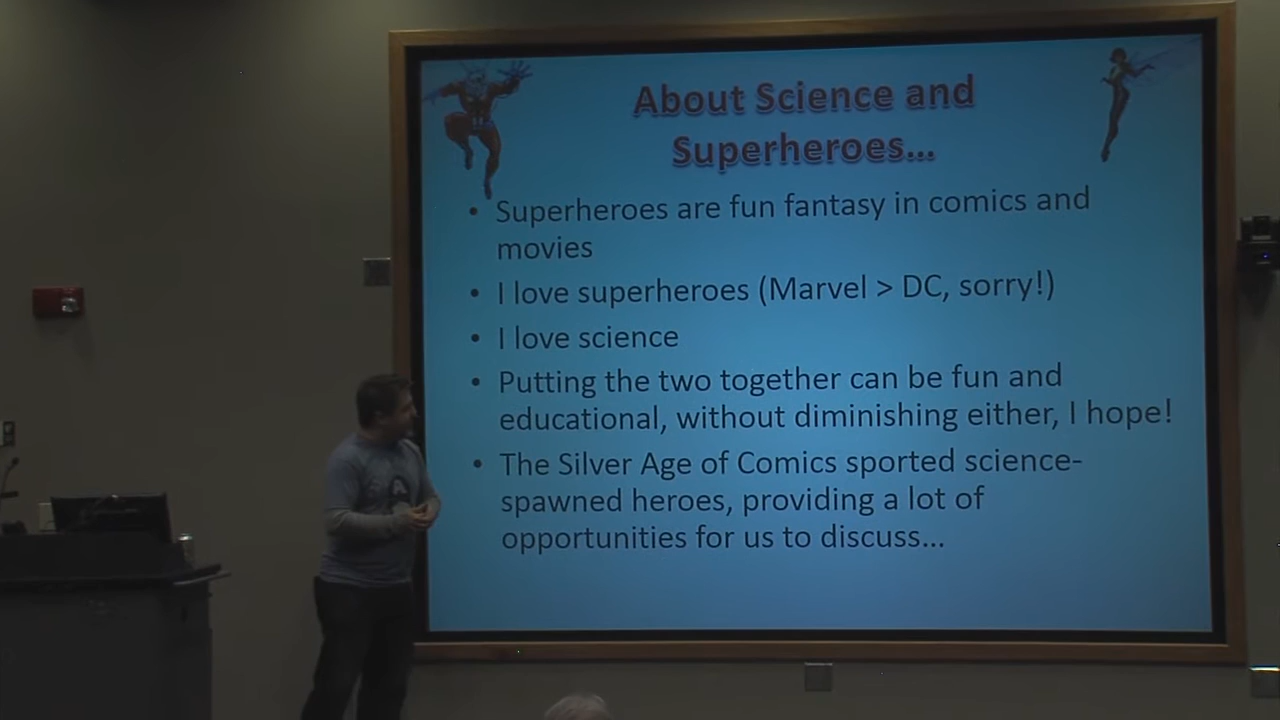 About Science and
Superheroes...
• Superheroes are fun fantasy in comics and
movies
• I love superheroes (Marvel > DC, sorry!)
• I love science
• Putting the two together can be fun and
educational, without diminishing either, I hope!
• The Silver Age of Comics sported science-
spawned heroes, providing a lot of
opportunities for us to discuss...
A